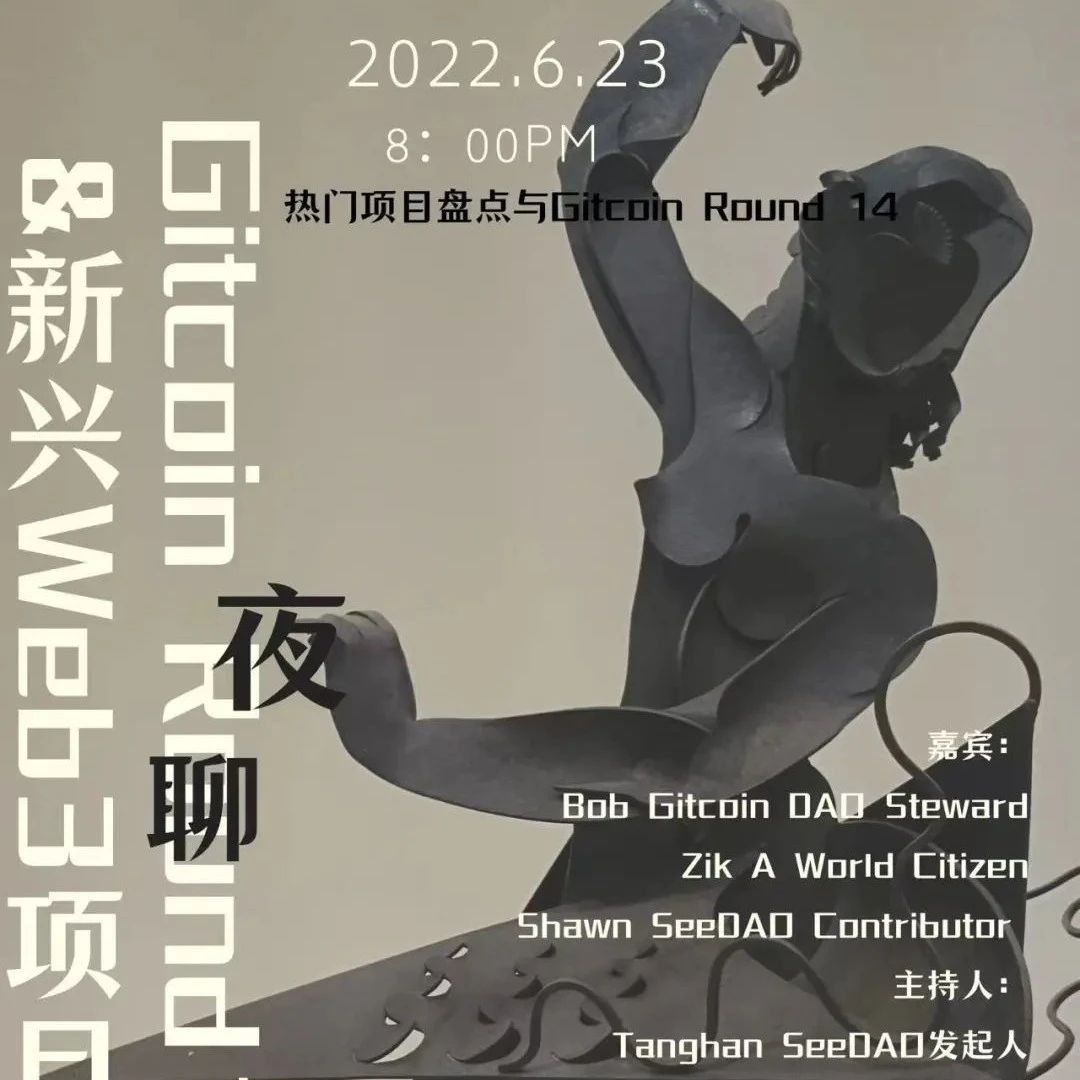 2022.6.23
8：00PM
热门项目盘点与Gitcoin Round 14
Gitcoin Round
&新兴Web3项目
夜
聊
嘉宾：
Bob Gitcoin DAO Steward
Zik A World Citizen
Shawn SeeDAO Contributor
主持人：
Tanghan SeeDAO发起人